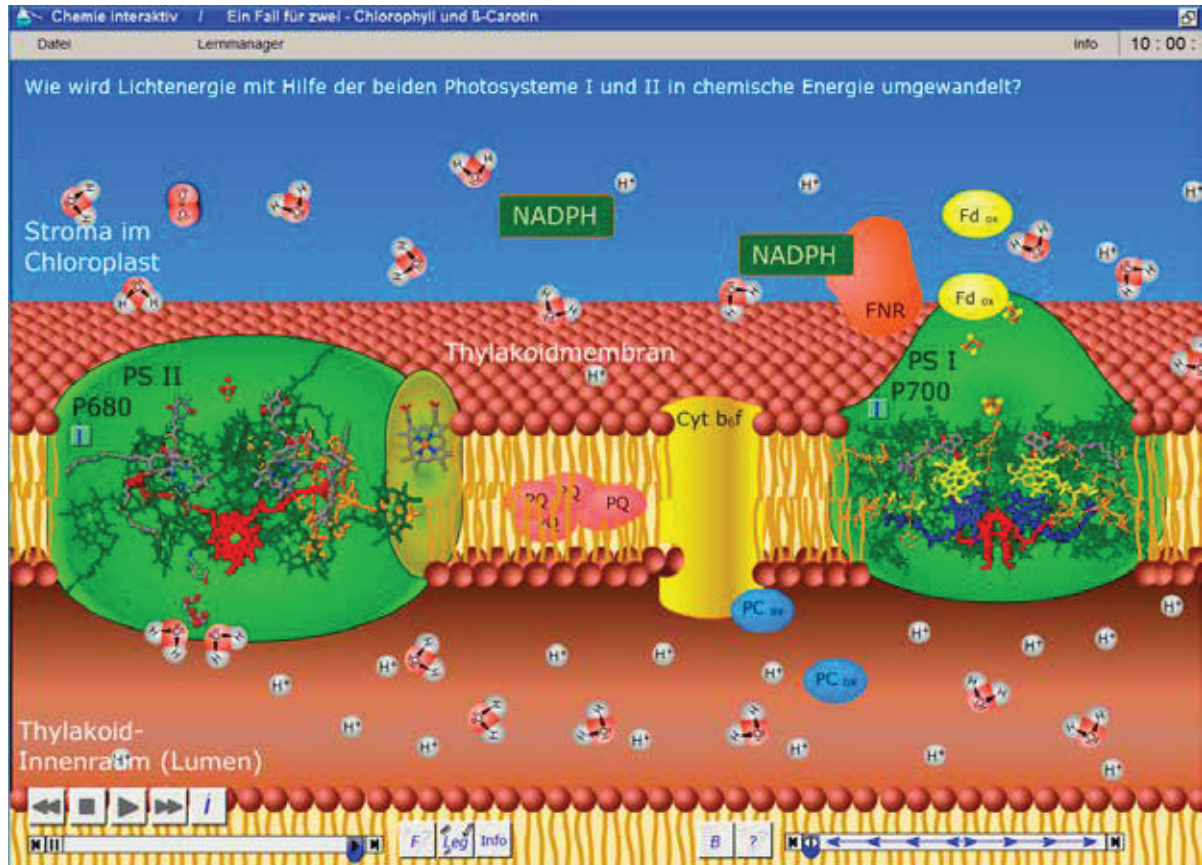 Chemie interaktiv / Ein Fall für zwei - Chlorophyll und ß-Carotin
Datei Lernmanager Info 10 : 00 :
Wie wird Lichtenergie mit Hilfe der beiden Photosysteme I und II in chemische Energie umgewandelt?
H+ H+ H+
NADPH
Fd ox
Stroma im
Chloroplast
NADPH
H+
Fd ox
FNR
Thylakoidmembran
H+
PS II
P680
i
PS I
P700
i
Cyt b₆f
PQ PQ PQ PQ
PC ox
H+ H+ H+ H+
H+ H+ H+ H+
PC ox
H+
H+ H+ H+ H+ H+
Thylakoid-
Innenraum (Lumen)
H+ H+
i
F Leg Info B ?